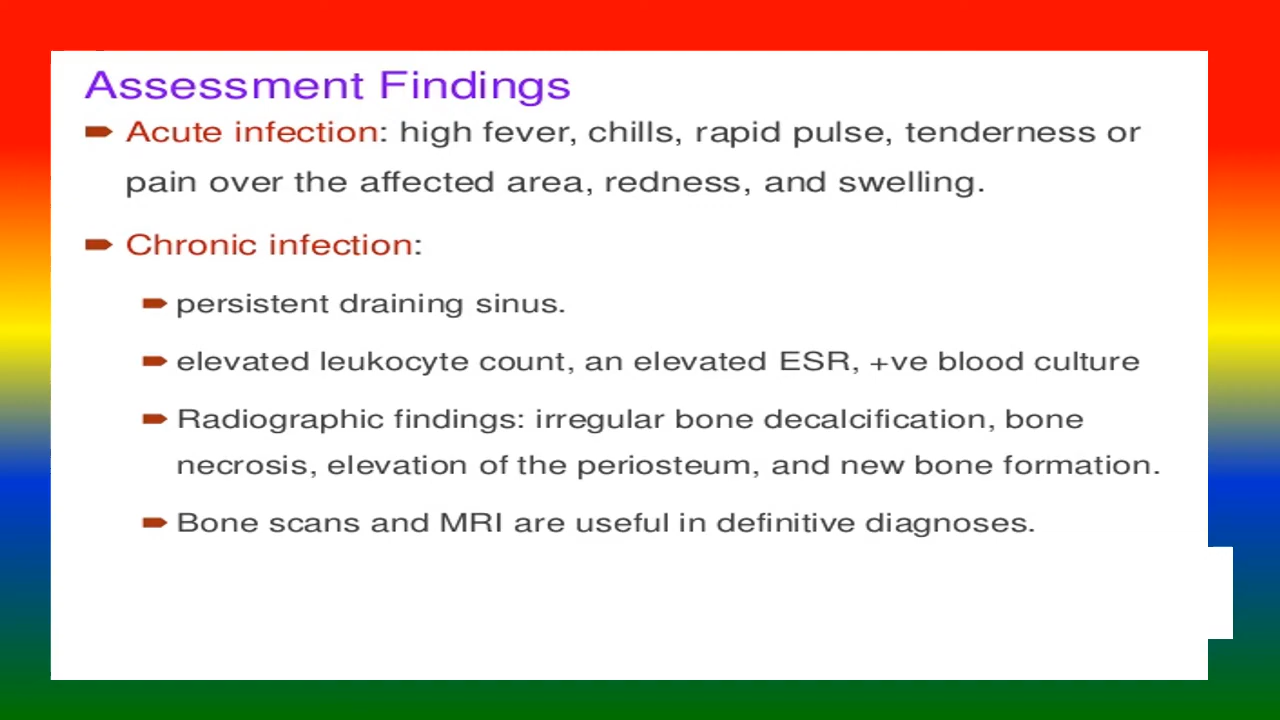 Assessment Findings
Acute infection: high fever, chills, rapid pulse, tenderness or
pain over the affected area, redness, and swelling.
Chronic infection:
persistent draining sinus.
elevated leukocyte count, an elevated ESR, +ve blood culture
Radiographic findings: irregular bone decalcification, bone
necrosis, elevation of the periosteum, and new bone formation.
Bone scans and MRI are useful in definitive diagnoses.